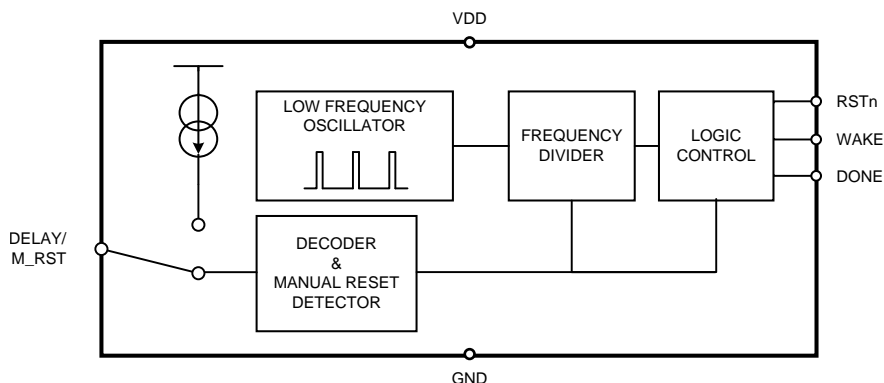 VDD
LOW FREQUENCY
OSCILLATOR
FREQUENCY
DIVIDER
LOGIC
CONTROL
RSTn
WAKE
DONE
DELAY/
M_RST
DECODER
&
MANUAL RESET
DETECTOR
GND